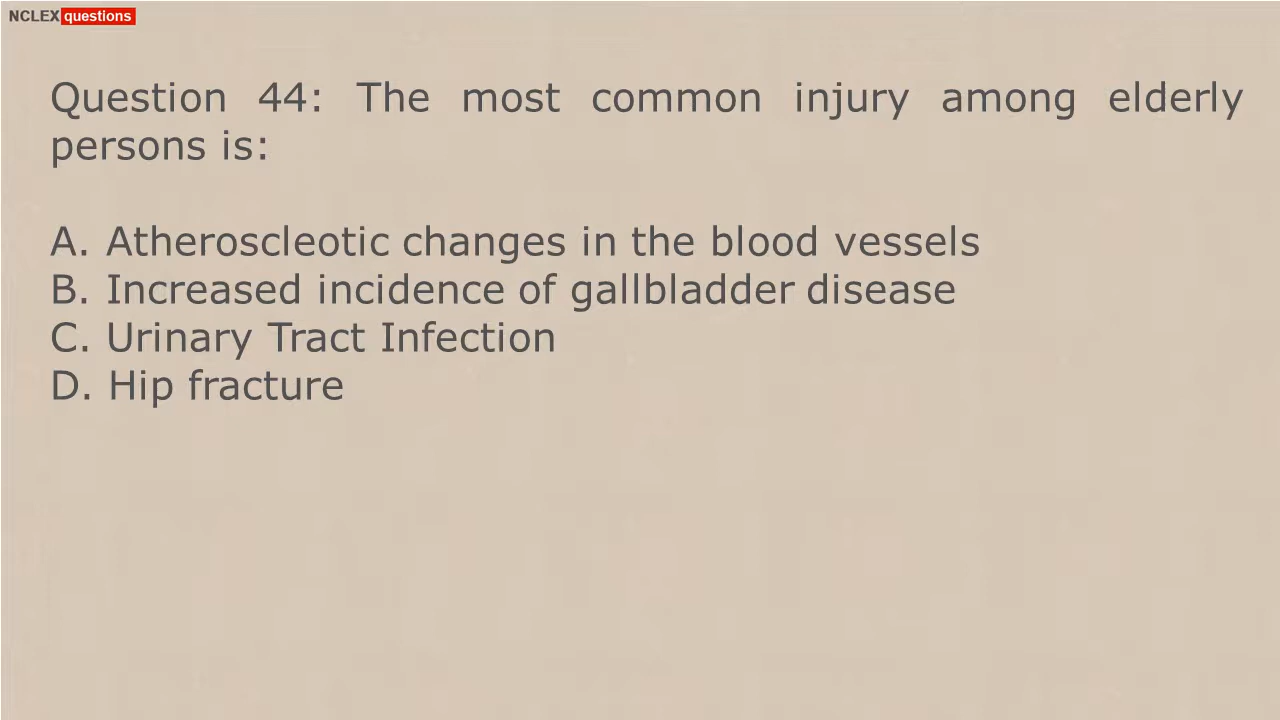 NCLEX questions
Question 44: The most common injury among elderly
persons is:
A. Atheroscleotic changes in the blood vessels
B. Increased incidence of gallbladder disease
C. Urinary Tract Infection
D. Hip fracture